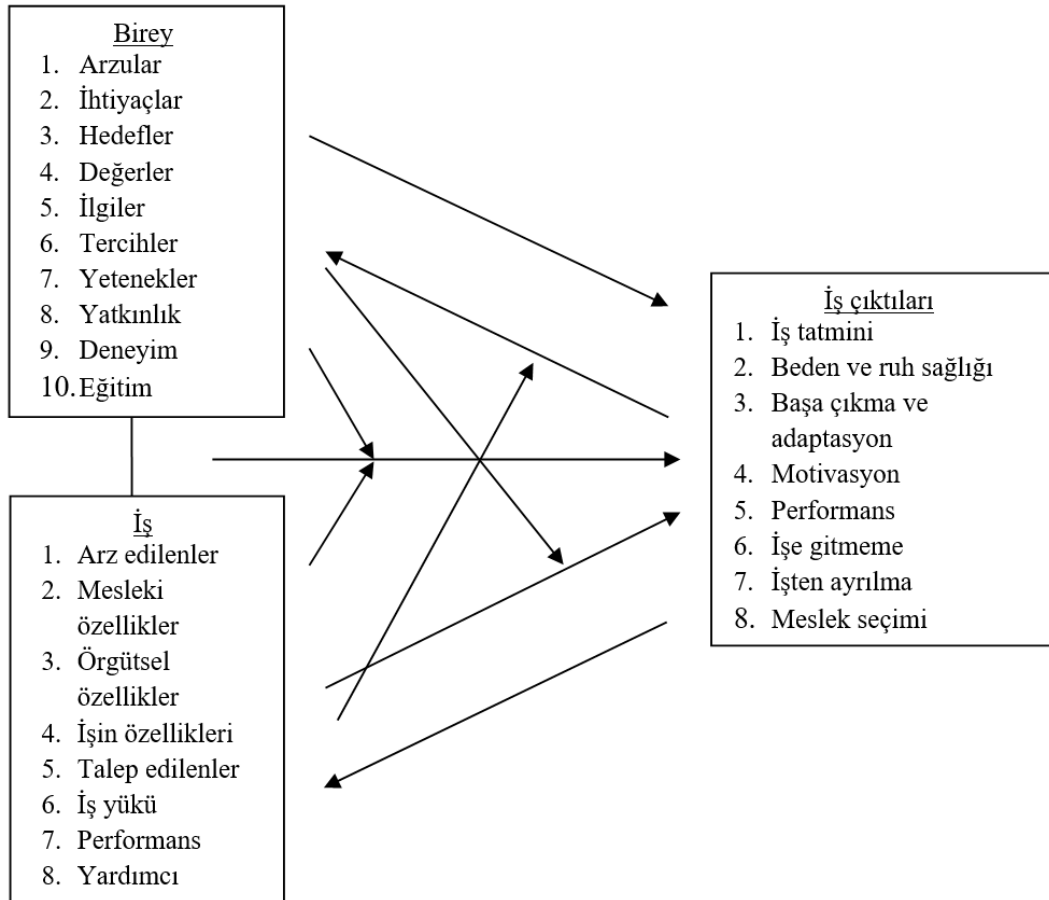 Birey
1. Arzular
2. İhtiyaçlar
3. Hedefler
4. Değerler
5. İlgiler
6. Tercihler
7. Yetenekler
8. Yatkınlık
9. Deneyim
10. Eğitim
İş
1. Arz edilenler
2. Mesleki
özellikler
3. Örgütsel
özellikler
4. İşin özellikleri
5. Talep edilenler
6. İş yükü
7. Performans
8. Yardımcı
İş çıktıları
1. İş tatmini
2. Beden ve ruh sağlığı
3. Başa çıkma ve
adaptasyon
4. Motivasyon
5. Performans
6. İşe gitmeme
7. İşten ayrılma
8. Meslek seçimi